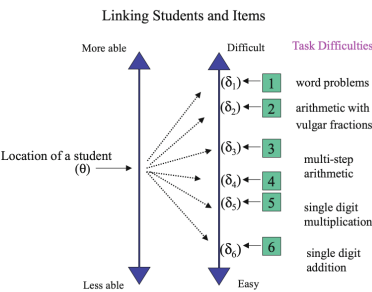 Linking Students and Items
More able
Difficult
Task Difficulties
(δ1) 1 word problems
(δ2) 2 arithmetic with
vulgar fractions
(δ3) 3
multi-step
arithmetic
Location of a student
(θ)
(δ4) 4
(δ5) 5 single digit
multiplication
(δ6) 6 single digit
addition
Less able
Easy